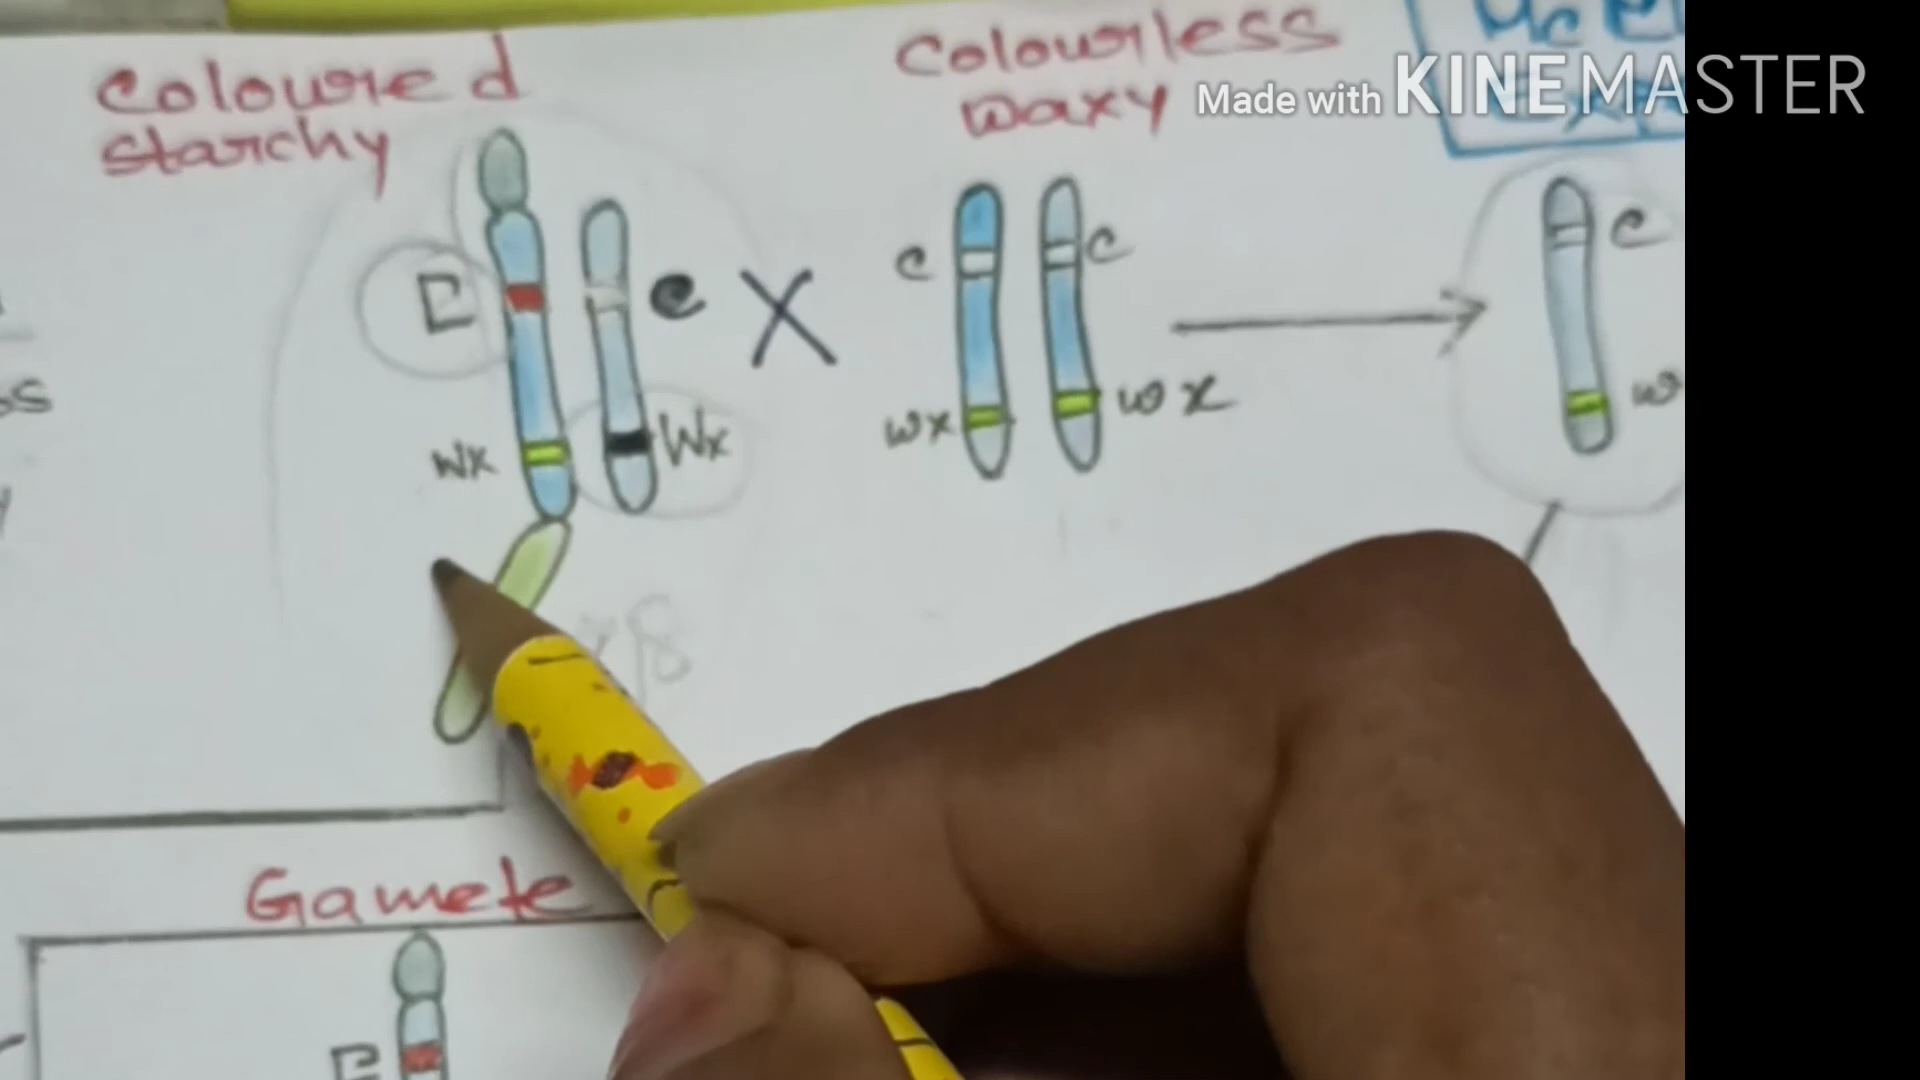 Coloured
starchy
Colourless
waxy
Made with KINEMASTER
C
c
c
c
c
wx
Wx
wx
wx
Gamete
C